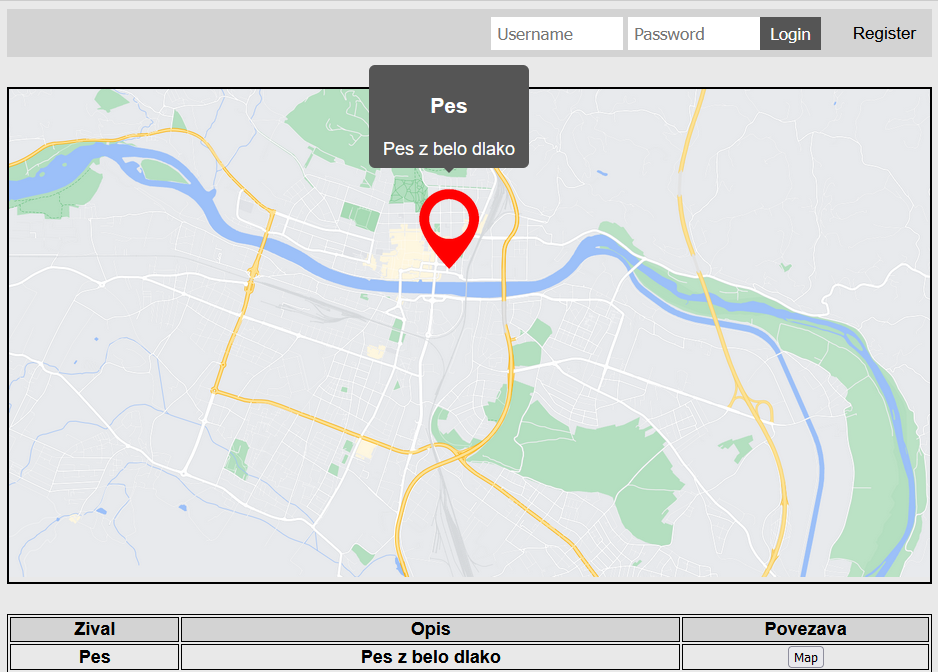 Username Password Login Register
Pes
Pes z belo dlako
Zival Opis Povezava
Pes Pes z belo dlako Map